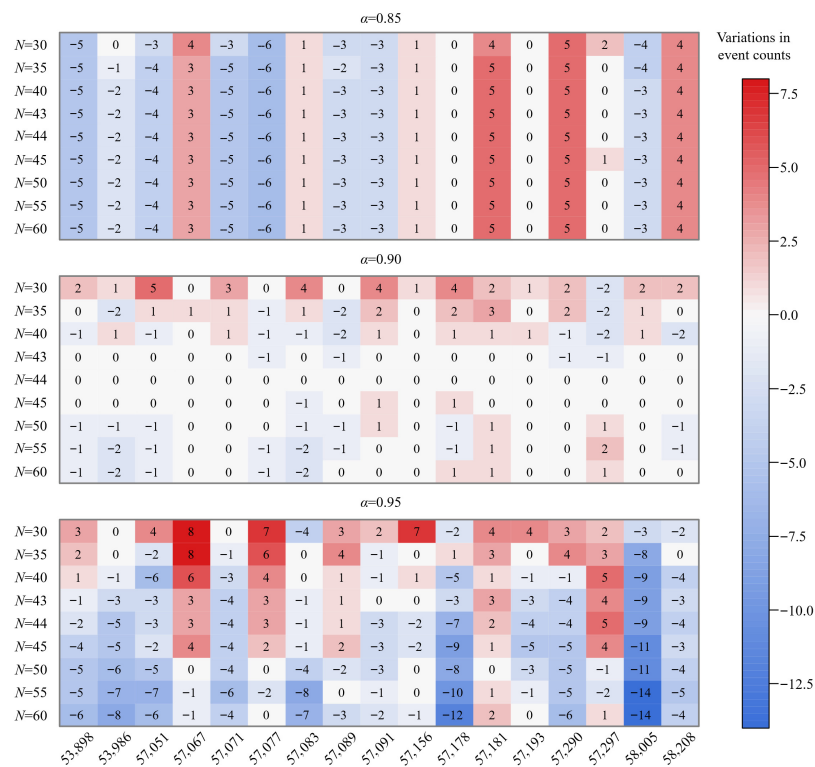 α=0.85
Variations in
event counts
N=30 −5 0 −3 4 −3 −6 1 −3 −3 1 0 4 0 5 2 −4 4
N=35 −5 −1 −4 3 −5 −6 1 −2 −3 1 0 5 0 5 0 −4 4
N=40 −5 −2 −4 3 −5 −6 1 −3 −3 1 0 5 0 5 0 −3 4
N=43 −5 −2 −4 3 −5 −6 1 −3 −3 1 0 5 0 5 0 −3 4
N=44 −5 −2 −4 3 −5 −6 1 −3 −3 1 0 5 0 5 0 −3 4
N=45 −5 −2 −4 3 −5 −6 1 −3 −3 1 0 5 0 5 1 −3 4
N=50 −5 −2 −4 3 −5 −6 1 −3 −3 1 0 5 0 5 0 −3 4
N=55 −5 −2 −4 3 −5 −6 1 −3 −3 1 0 5 0 5 0 −3 4
N=60 −5 −2 −4 3 −5 −6 1 −3 −3 1 0 5 0 5 0 −3 4
α=0.90
N=30 2 1 5 0 3 0 4 0 4 1 4 2 1 2 −2 2 2
N=35 0 −2 1 1 1 −1 1 −2 2 0 2 3 0 2 −2 1 0
N=40 −1 1 −1 0 1 −1 −1 −2 1 0 1 1 1 −1 −2 1 −2
N=43 0 0 0 0 0 −1 0 −1 0 0 0 0 0 −1 −1 0 0
N=44 0 0 0 0 0 0 0 0 0 0 0 0 0 0 0 0 0
N=45 0 0 0 0 0 0 −1 0 1 0 1 0 0 0 0 0 0
N=50 −1 −1 −1 0 0 0 −1 −1 1 0 −1 1 0 0 1 0 −1
N=55 −1 −2 −1 0 0 −1 −2 −1 0 0 −1 1 0 0 2 0 −1
N=60 −1 −2 −1 0 0 −1 −2 0 0 0 1 1 0 0 1 0 0
α=0.95
N=30 3 0 4 8 0 7 −4 3 2 7 −2 4 4 3 2 −3 −2
N=35 2 0 −2 8 −1 6 0 4 −1 0 1 3 0 4 3 −8 0
N=40 1 −1 −6 6 −3 4 0 1 −1 1 −5 1 −1 −1 5 −9 −4
N=43 −1 −3 −3 3 −4 3 −1 1 0 0 −3 3 −3 −4 4 −9 −3
N=44 −2 −5 −3 3 −4 3 −1 1 −3 −2 −7 2 −4 −4 5 −9 −4
N=45 −4 −5 −2 4 −4 2 −1 2 −3 −2 −9 1 −5 −5 4 −11 −3
N=50 −5 −6 −5 0 −4 0 −4 −2 −3 0 −8 0 −3 −5 −1 −11 −4
N=55 −5 −7 −7 −1 −6 −2 −8 0 −1 0 −10 1 −1 −5 −2 −14 −5
N=60 −6 −8 −6 −1 −4 0 −7 −3 −2 −1 −12 2 0 −6 1 −14 −4
53,898 53,986 57,051 57,067 57,071 57,077 57,083 57,089 57,091 57,156 57,178 57,181 57,193 57,290 57,297 58,005 58,208
7.5
5.0
2.5
0.0
−2.5
−5.0
−7.5
−10.0
−12.5